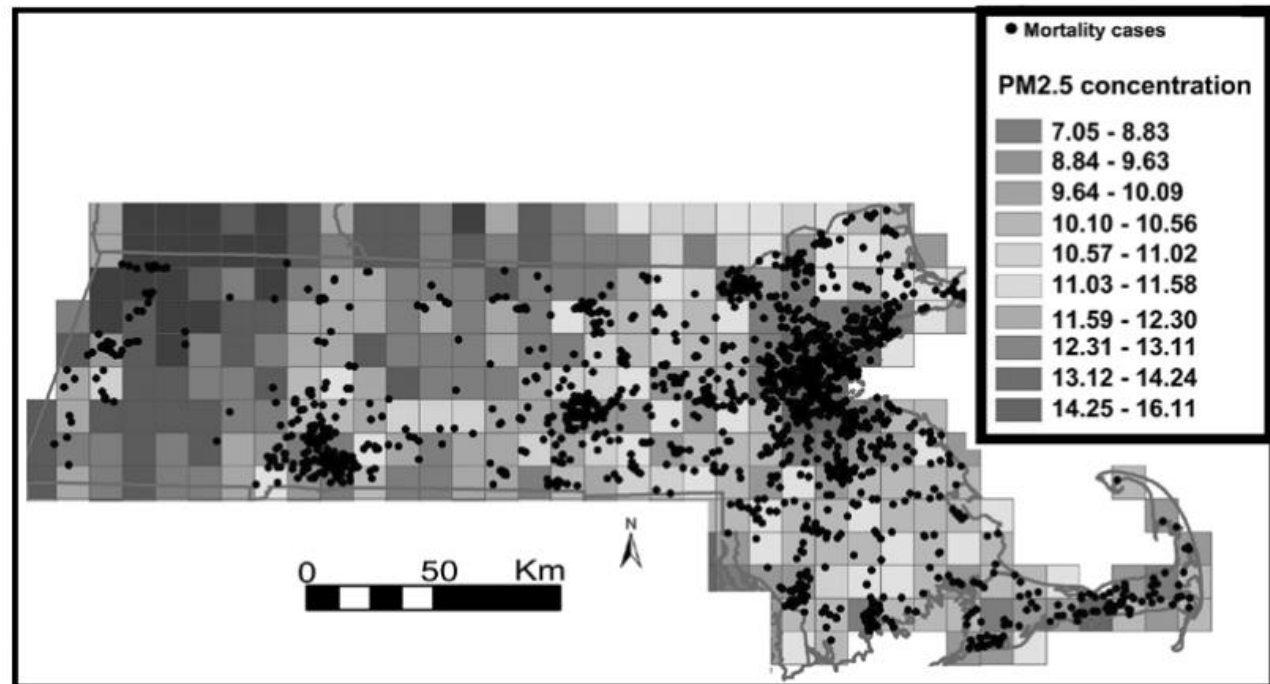 Mortality cases
PM2.5 concentration
7.05 - 8.83
8.84 - 9.63
9.64 - 10.09
10.10 - 10.56
10.57 - 11.02
11.03 - 11.58
11.59 - 12.30
12.31 - 13.11
13.12 - 14.24
14.25 - 16.11
N
0 50 Km